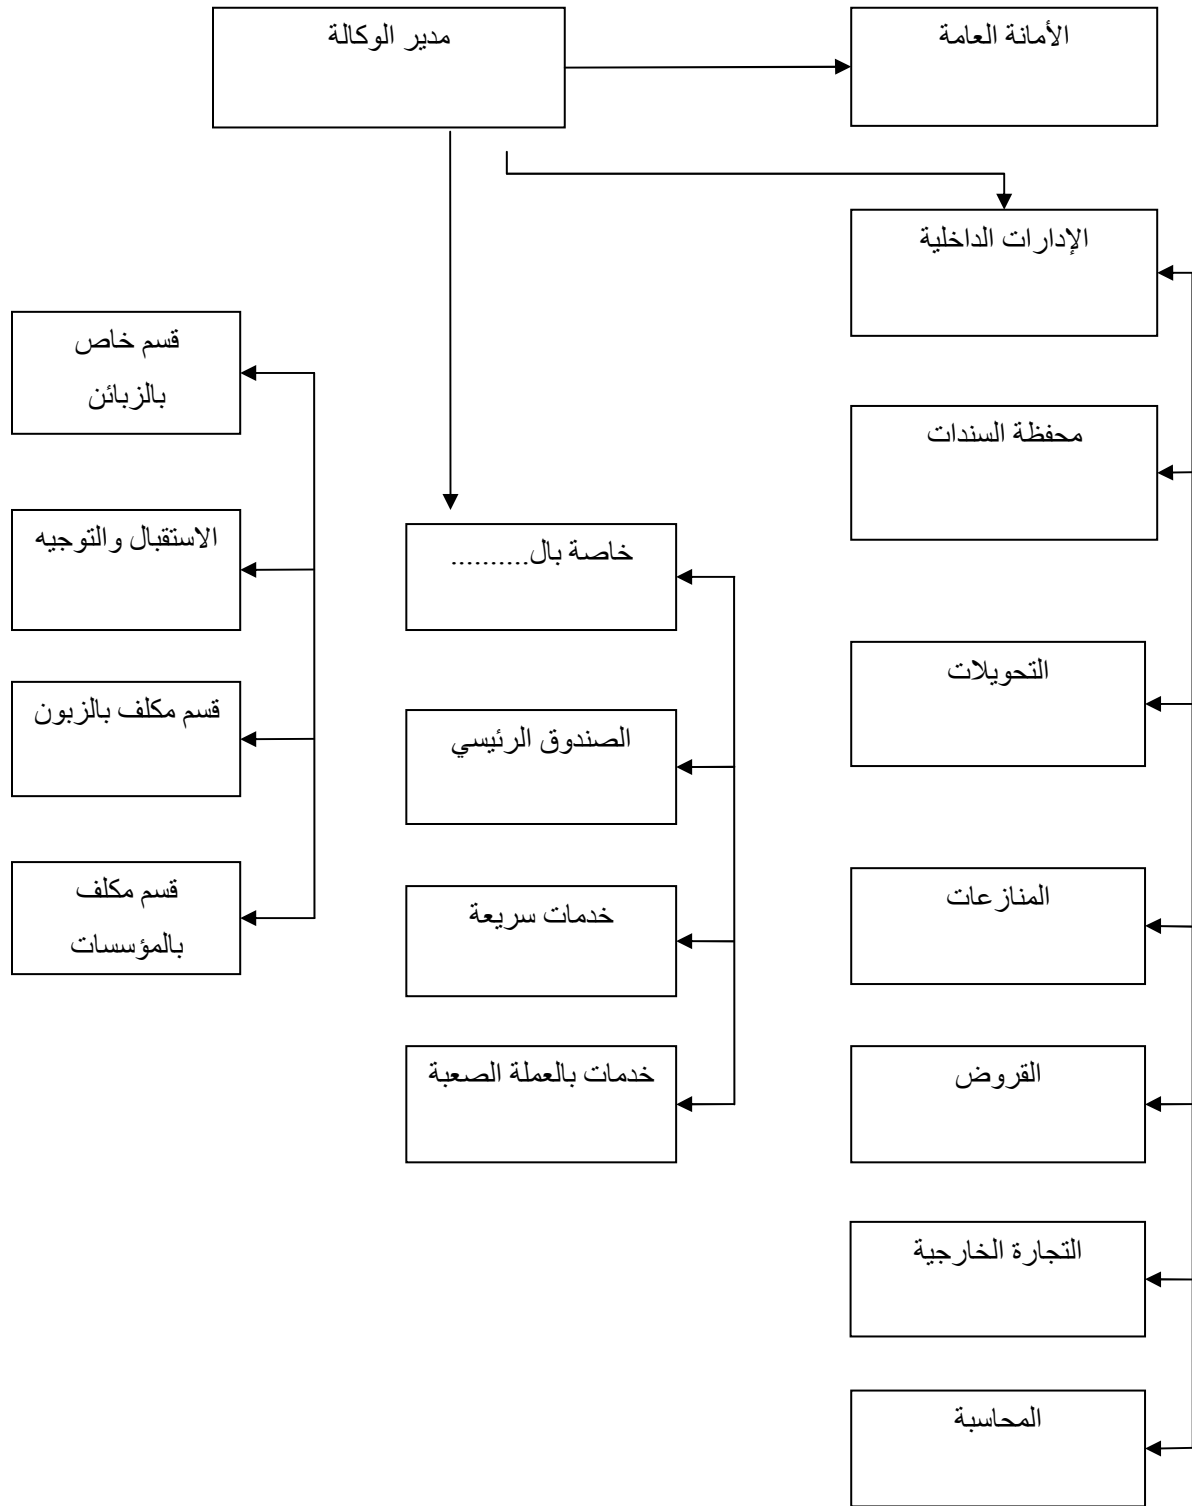 مدير الوكالة
الأمانة العامة
الإدارات الداخلية
محفظة السندات
التحويلات
المنازعات
القروض
التجارة الخارجية
المحاسبة
خاصة بال..........
الصندوق الرئيسي
خدمات سريعة
خدمات بالعملة الصعبة
قسم خاص
بالزبائن
الاستقبال والتوجيه
قسم مكلف بالزبون
قسم مكلف
بالمؤسسات